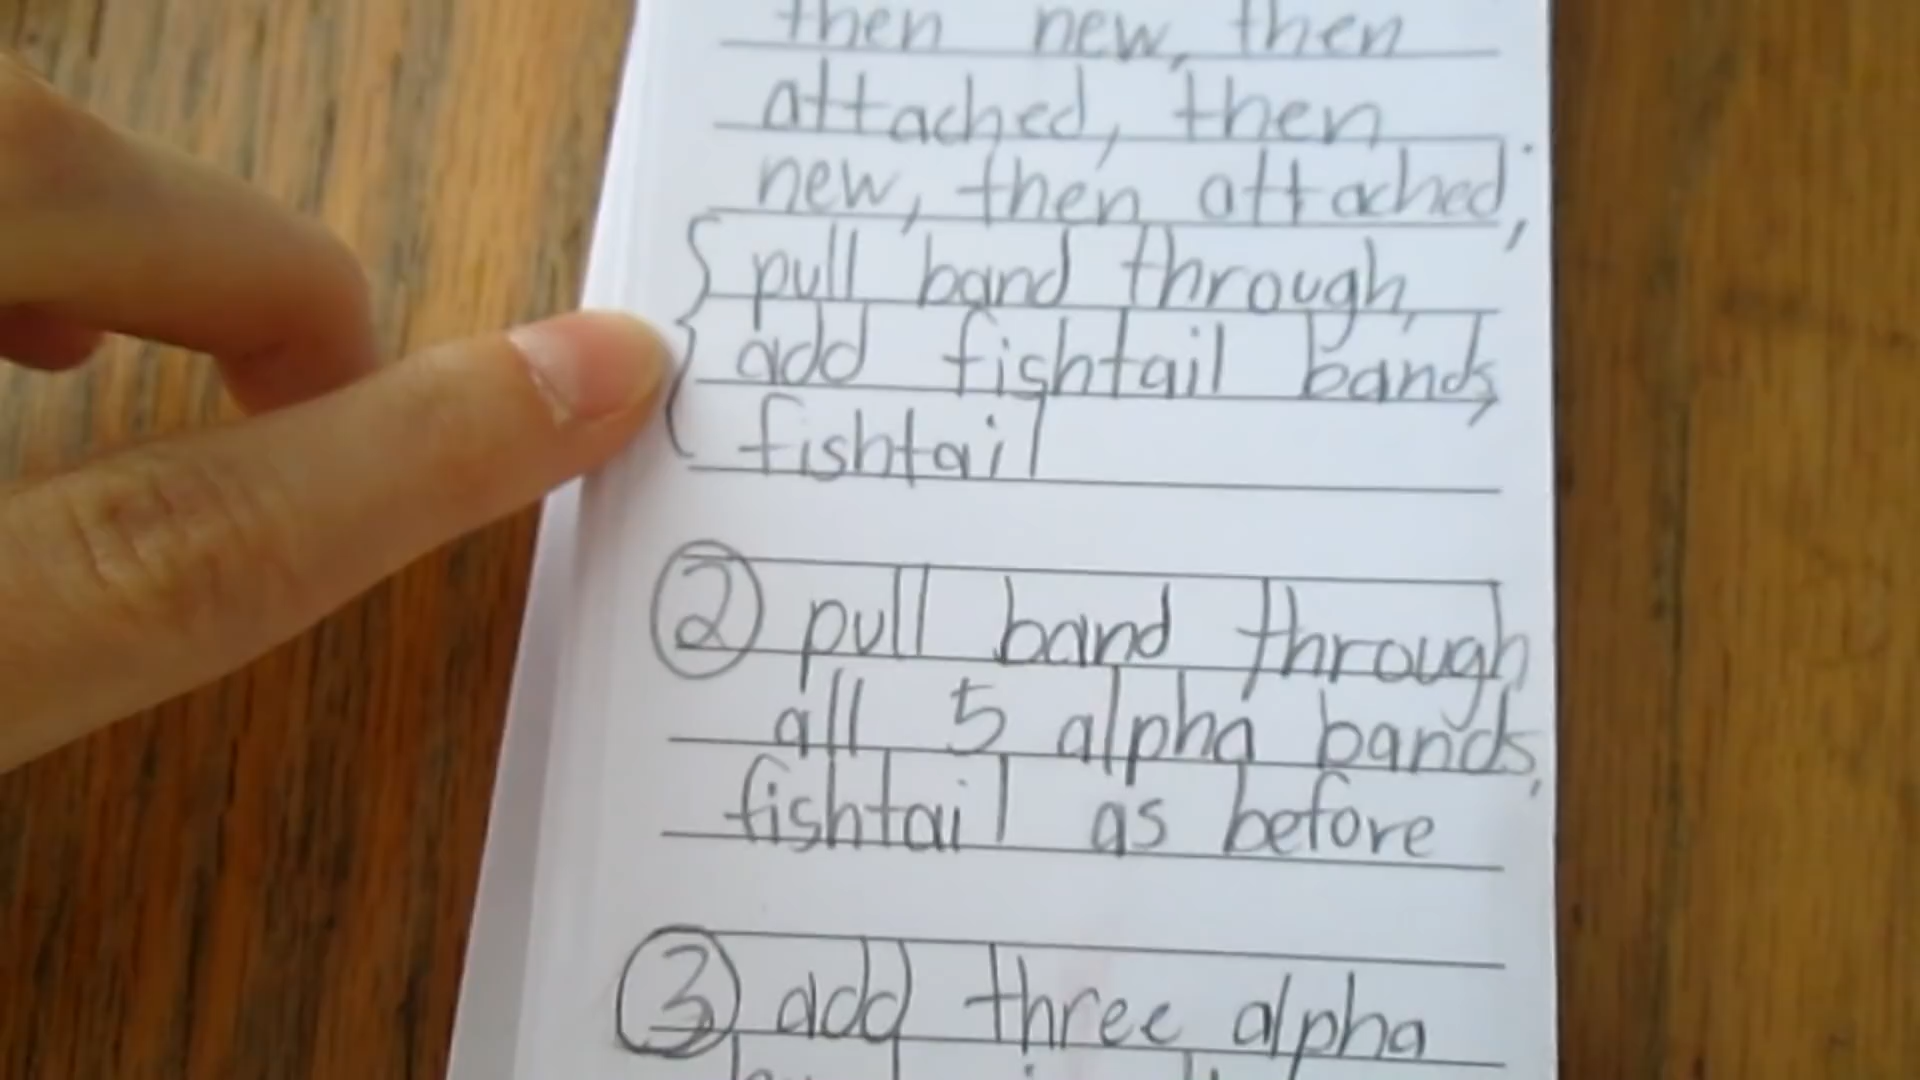 then new, then
attached, then
new, then attached;
pull band through,
add fishtail bands,
fishtail
2 pull band through
all 5 alpha bands,
fishtail as before
3 add three alpha